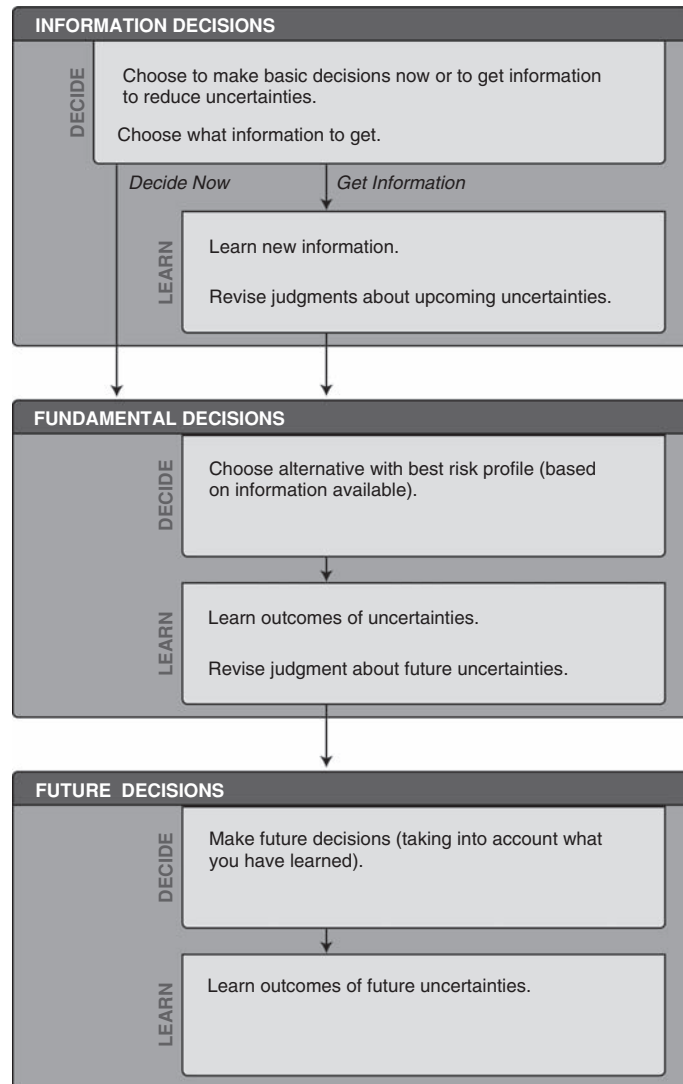 INFORMATION DECISIONS
DECIDE
Choose to make basic decisions now or to get information
to reduce uncertainties.
Choose what information to get.
Decide Now
Get Information
LEARN
Learn new information.
Revise judgments about upcoming uncertainties.
FUNDAMENTAL DECISIONS
DECIDE
Choose alternative with best risk profile (based
on information available).
LEARN
Learn outcomes of uncertainties.
Revise judgment about future uncertainties.
FUTURE DECISIONS
DECIDE
Make future decisions (taking into account what
you have learned).
LEARN
Learn outcomes of future uncertainties.